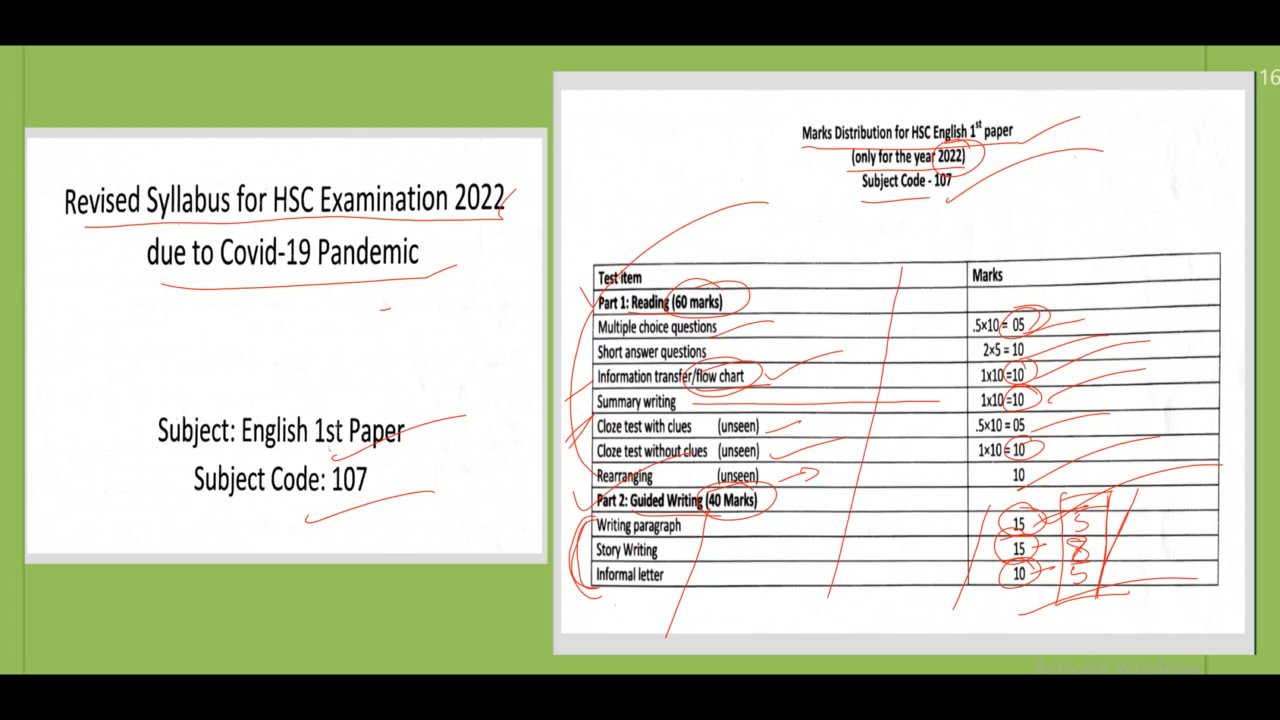 Revised Syllabus for HSC Examination 2022
due to Covid-19 Pandemic
Subject: English 1st Paper
Subject Code: 107
16
Marks Distribution for HSC English 1st paper
(only for the year 2022)
Subject Code - 107
Test item Marks
Part 1: Reading (60 marks)
Multiple choice questions .5×10 = 05
Short answer questions 2×5 = 10
Information transfer/flow chart 1x10 =10
Summary writing 1x10 =10
Cloze test with clues (unseen) .5×10 = 05
Cloze test without clues (unseen) 1×10 = 10
Rearranging (unseen) 10
Part 2: Guided Writing (40 Marks)
Writing paragraph 15 5
Story Writing 15 8
Informal letter 10 5
Activate Windows